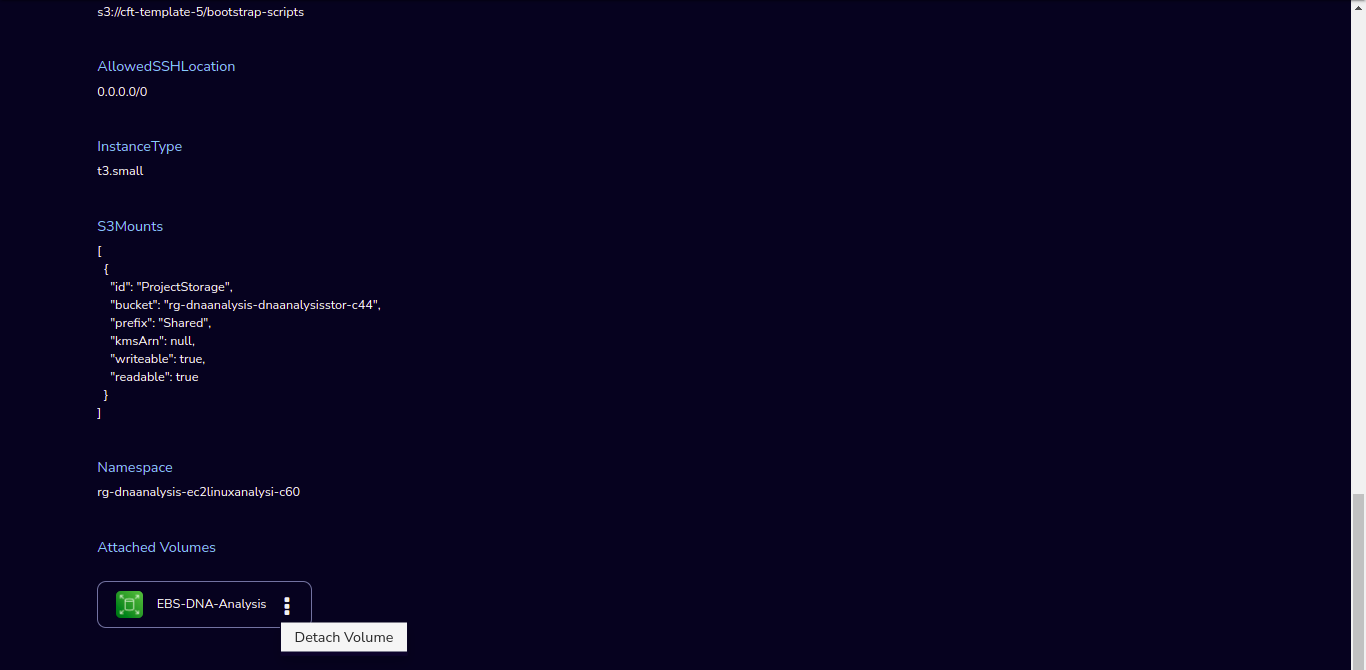 s3://cft-template-5/bootstrap-scripts
AllowedSSHLocation
0.0.0.0/0
InstanceType
t3.small
S3Mounts
[
  {
    "id": "ProjectStorage",
    "bucket": "rg-dnaanalysis-dnaanalysisstor-c44",
    "prefix": "Shared",
    "kmsArn": null,
    "writeable": true,
    "readable": true
  }
]
Namespace
rg-dnaanalysis-ec2linuxanalysi-c60
Attached Volumes
EBS-DNA-Analysis
Detach Volume